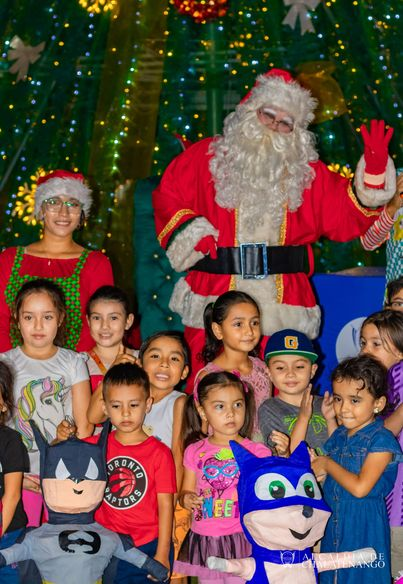 G
TORONTO
RAPTORS
ALCALDÍA DE
CHALATENANGO